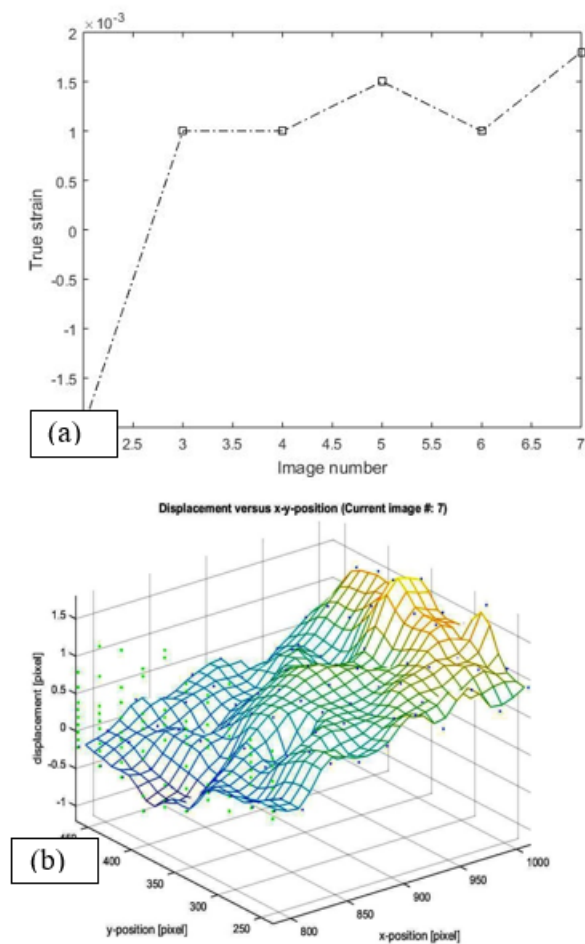 × 10⁻³
2
1.5
1
0.5
0
-0.5
-1
-1.5
True strain
(a)
2.5 3 3.5 4 4.5 5 5.5 6 6.5 7
Image number
Displacement versus x-y-position (Current image #: 7)
1.5
1
0.5
0
-0.5
-1
displacement [pixel]
(b)
400
350
300
250
y-position [pixel]
800
850
900
950
1000
x-position [pixel]